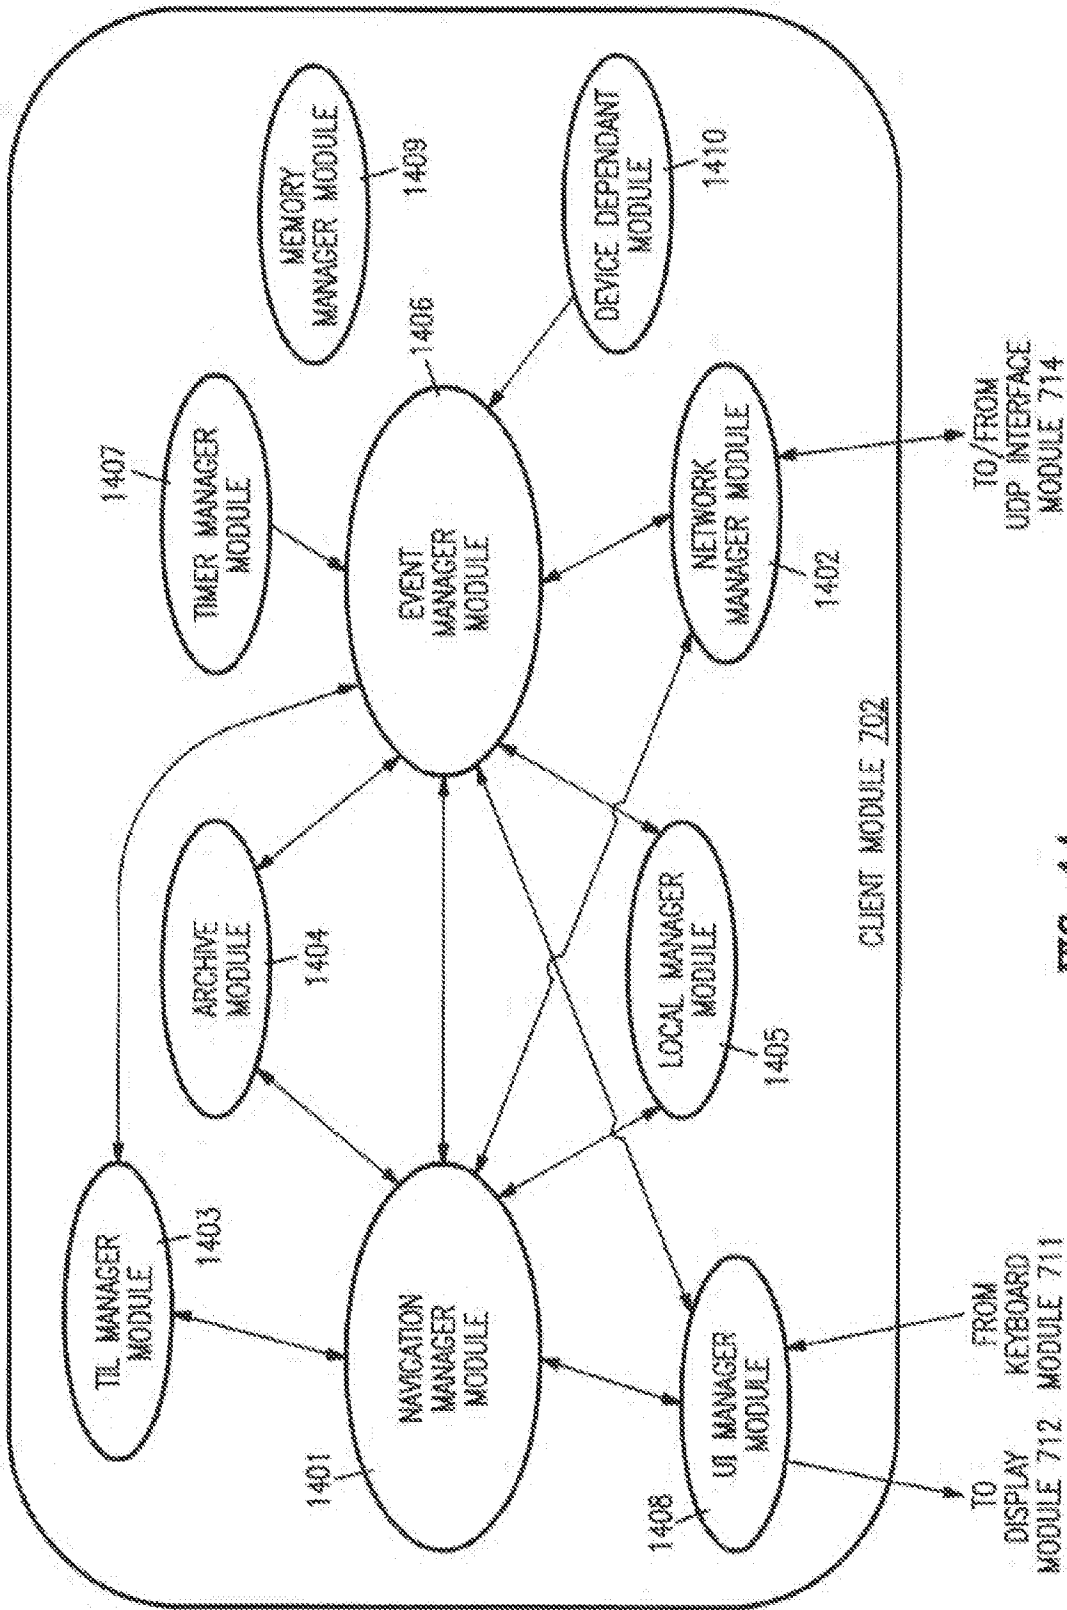 TIL MANAGER
MODULE
1403
ARCHIVE
MODULE
1404
1407
TIMER MANAGER
MODULE
MEMORY
MANAGER MODULE
1409
1401
NAVIGATION
MANAGER
MODULE
EVENT
MANAGER
MODULE
1406
1408
UI MANAGER
MODULE
LOCAL MANAGER
MODULE
1405
NETWORK
MANAGER MODULE
1402
DEVICE DEPENDANT
MODULE
1410
CLIENT MODULE 702
TO
DISPLAY
MODULE 712
FROM
KEYBOARD
MODULE 711
TO/FROM
UDP INTERFACE
MODULE 714